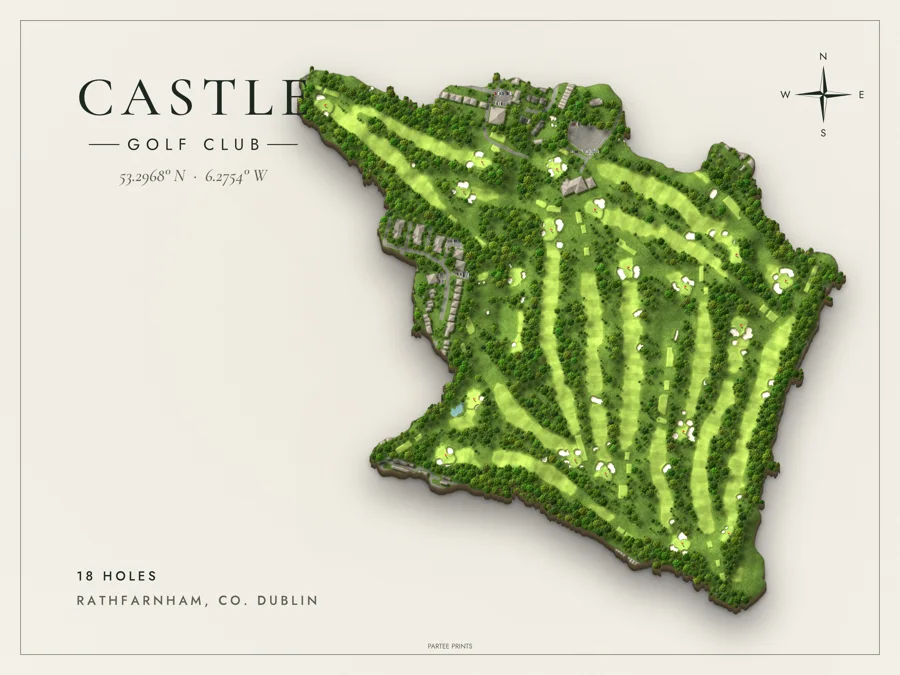 CASTLE
GOLF CLUB
53.2968° N · 6.2754° W
N
W E
S
18 HOLES
RATHFARNHAM, CO. DUBLIN
PARTEE PRINTS